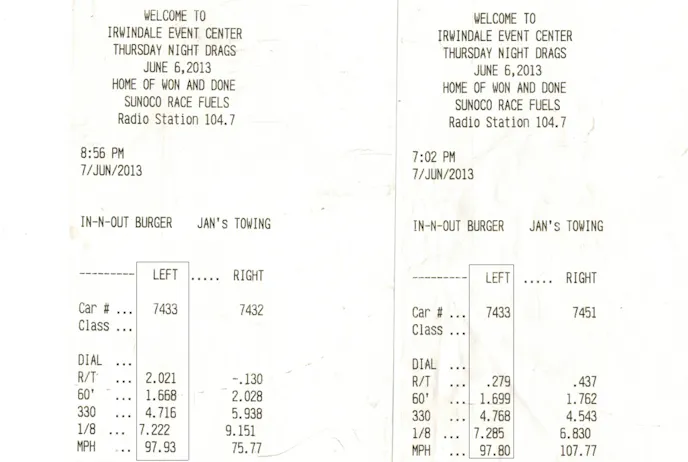 WELCOME TO
IRWINDALE EVENT CENTER
THURSDAY NIGHT DRAGS
JUNE 6,2013
HOME OF WON AND DONE
SUNOCO RACE FUELS
Radio Station 104.7
8:56 PM
7/JUN/2013
IN-N-OUT BURGER JAN's TOWING
--------- LEFT ..... RIGHT
Car # ... 7433 7432
Class ...
DIAL ...
R/T ... 2.021 -.130
60' ... 1.668 2.028
330 ... 4.716 5.938
1/8 ... 7.222 9.151
MPH ... 97.93 75.77
WELCOME TO
IRWINDALE EVENT CENTER
THURSDAY NIGHT DRAGS
JUNE 6,2013
HOME OF WON AND DONE
SUNOCO RACE FUELS
Radio Station 104.7
7:02 PM
7/JUN/2013
IN-N-OUT BURGER JAN's TOWING
--------- LEFT ..... RIGHT
Car # ... 7433 7451
Class ...
DIAL ...
R/T ... .279 .437
60' ... 1.699 1.762
330 ... 4.768 4.543
1/8 ... 7.285 6.830
MPH ... 97.80 107.77